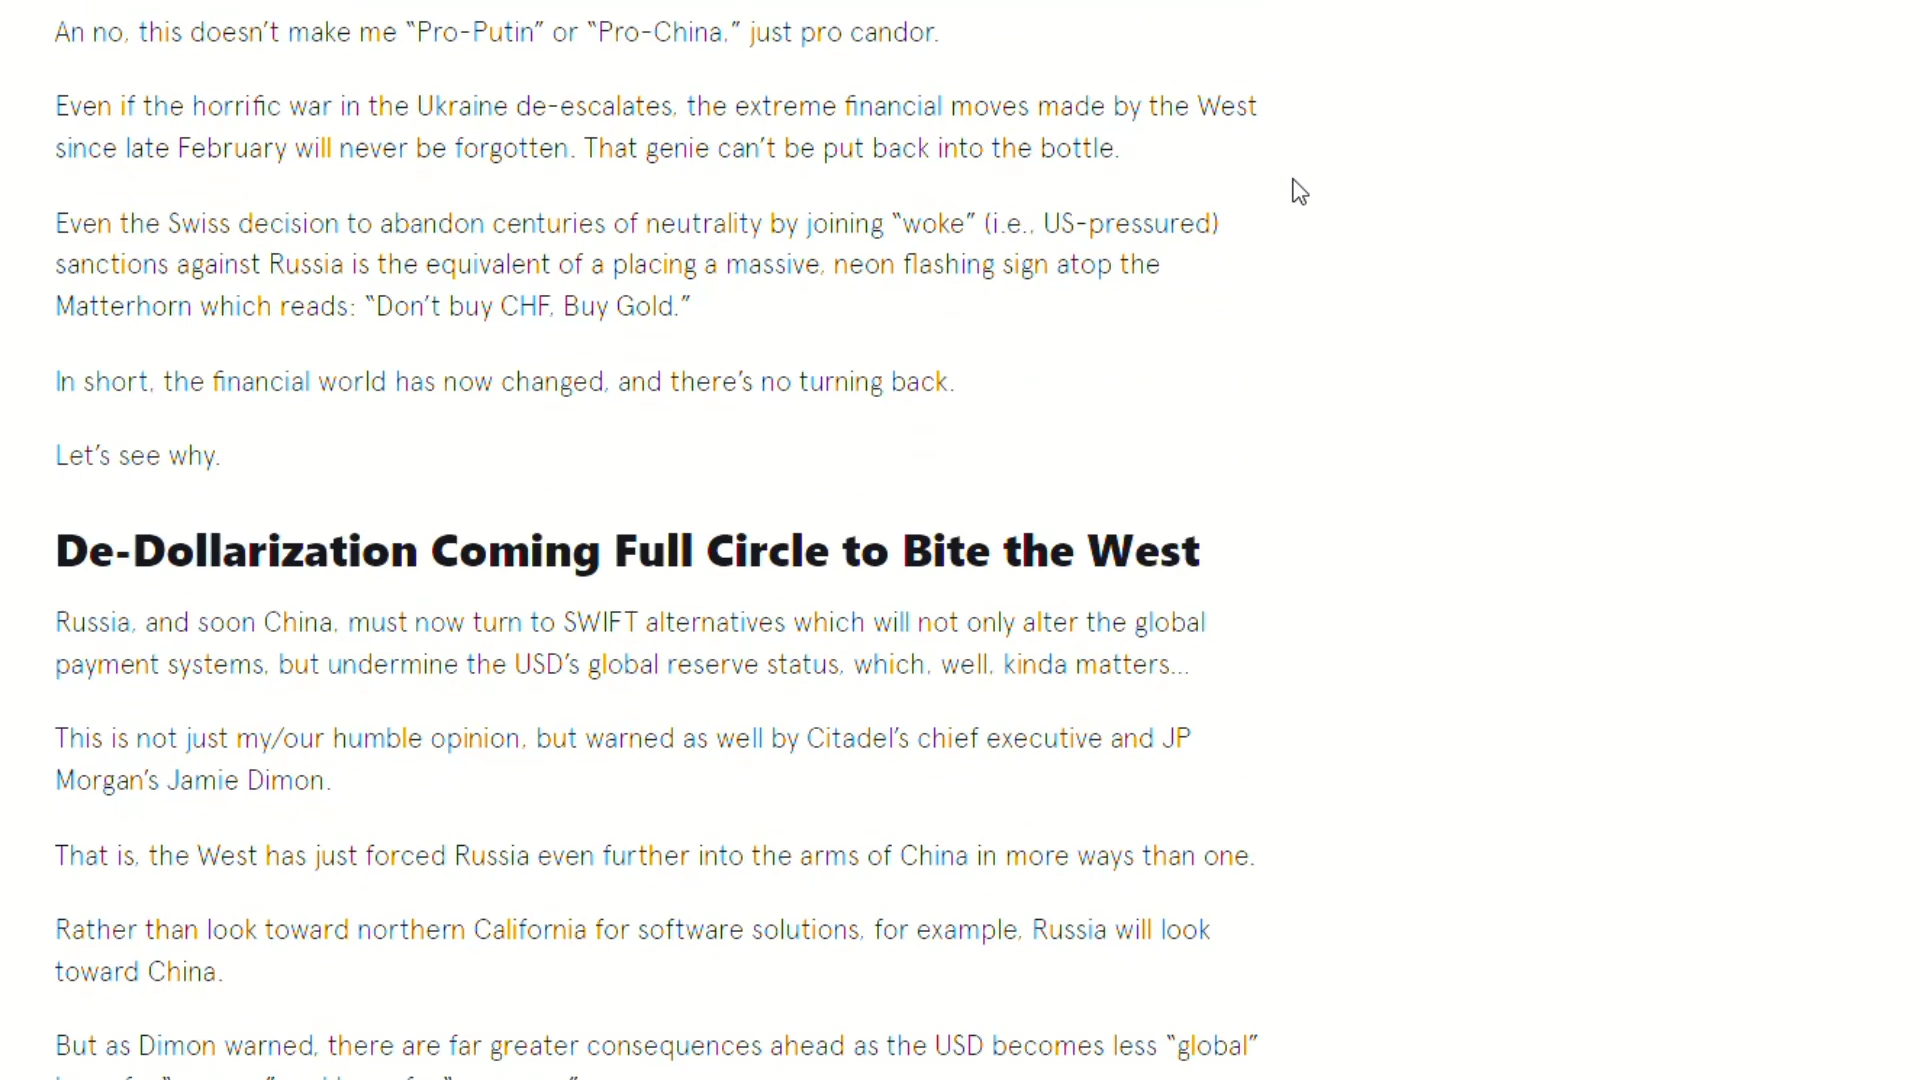 An no, this doesn't make me “Pro-Putin” or “Pro-China,” just pro candor.
Even if the horrific war in the Ukraine de-escalates, the extreme financial moves made by the West
since late February will never be forgotten. That genie can't be put back into the bottle.
Even the Swiss decision to abandon centuries of neutrality by joining “woke” (i.e., US-pressured)
sanctions against Russia is the equivalent of a placing a massive, neon flashing sign atop the
Matterhorn which reads: “Don't buy CHF, Buy Gold.”
In short, the financial world has now changed, and there's no turning back.
Let's see why.
De-Dollarization Coming Full Circle to Bite the West
Russia, and soon China, must now turn to SWIFT alternatives which will not only alter the global
payment systems, but undermine the USD's global reserve status, which, well, kinda matters…
This is not just my/our humble opinion, but warned as well by Citadel's chief executive and JP
Morgan's Jamie Dimon.
That is, the West has just forced Russia even further into the arms of China in more ways than one.
Rather than look toward northern California for software solutions, for example, Russia will look
toward China.
But as Dimon warned, there are far greater consequences ahead as the USD becomes less “global”